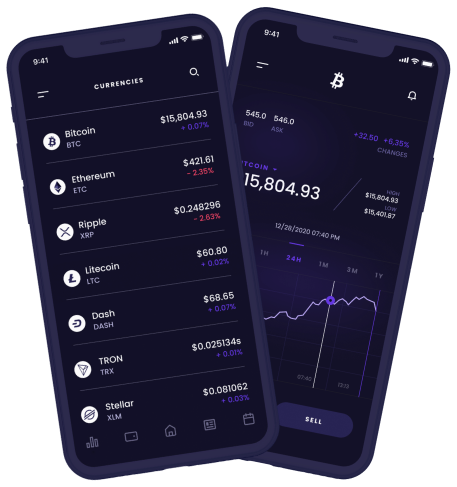 9:41
CURRENCIES
Bitcoin $15,804.93
BTC + 0,07%
Ethereum $421.61
ETC - 2,35%
Ripple $0.248296
XRP - 2,63%
Litecoin $60.80
LTC + 0,02%
Dash $68.65
DASH + 0,07%
TRON $0.025134s
TRX + 0,01%
Stellar $0.081062
XLM + 0,03%
9:41
545.0 546.0 +32,50 +6,35%
BID ASK CHANGES
TCOIN
15,804.93
HIGH
$15,804.93
LOW
$15,401.87
12/28/2020 07:40 PM
1H 24H 1M 3M 1Y
07:40
SELL